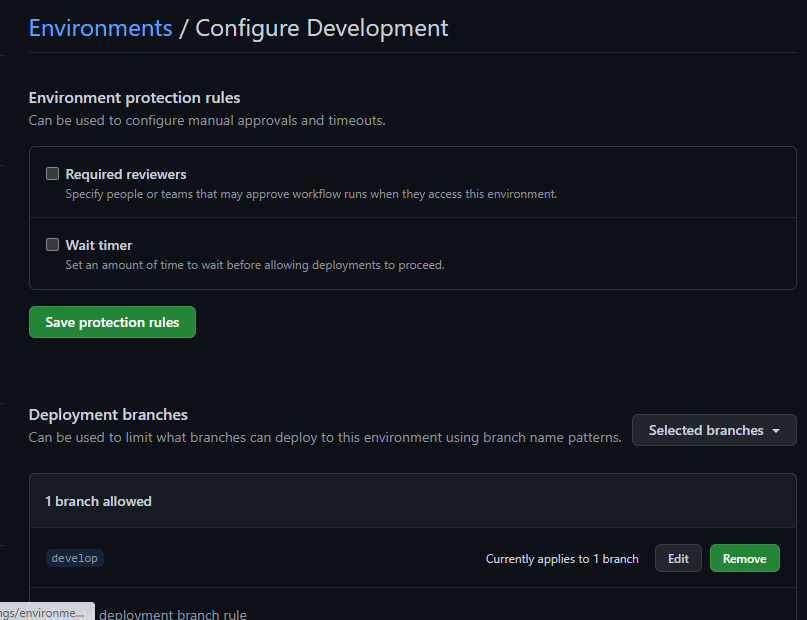 Environments / Configure Development
Environment protection rules
Can be used to configure manual approvals and timeouts.
Required reviewers
Specify people or teams that may approve workflow runs when they access this environment.
Wait timer
Set an amount of time to wait before allowing deployments to proceed.
Save protection rules
Deployment branches
Can be used to limit what branches can deploy to this environment using branch name patterns.
Selected branches
1 branch allowed
develop
Currently applies to 1 branch
Edit
Remove
ngs/environme...
deployment branch rule